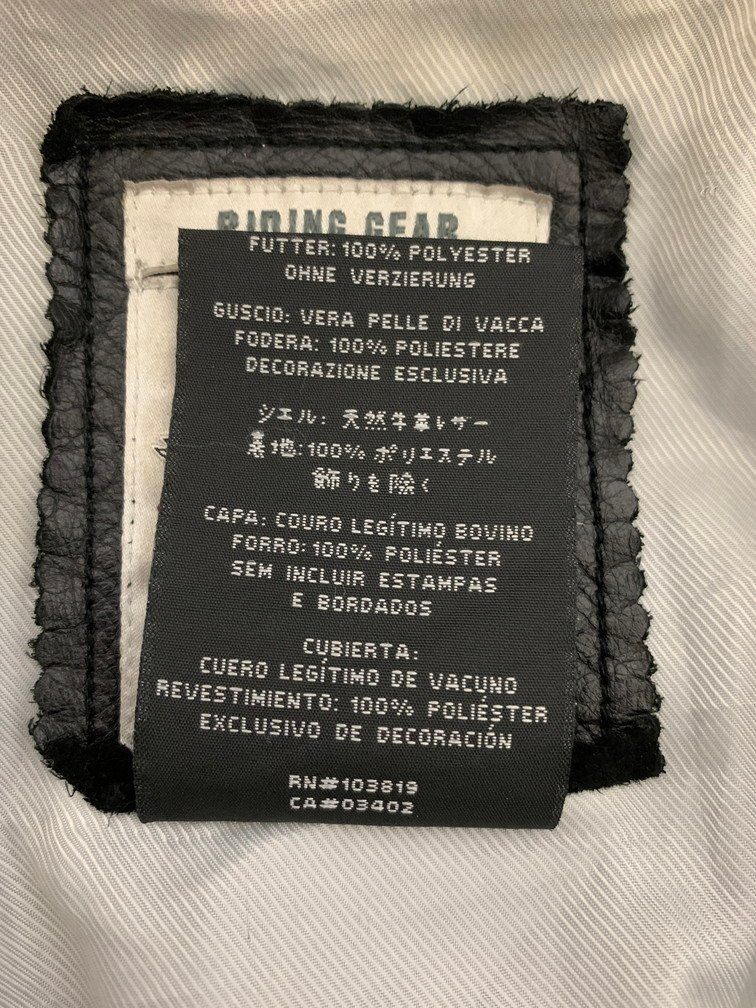 RIDING GEAR
FUTTER: 100% POLYESTER
OHNE VERZIERUNG
GUSCIO: VERA PELLE DI VACCA
FODERA: 100% POLIESTERE
DECORAZIONE ESCLUSIVA
シエル: 天然牛革レザー
裏地:100% ポリエステル
飾りを除く
CAPA: COURO LEGÍTIMO BOVINO
FORRO: 100% POLIÉSTER
SEM INCLUIR ESTAMPAS
E BORDADOS
CUBIERTA:
CUERO LEGÍTIMO DE VACUNO
REVESTIMIENTO: 100% POLIÉSTER
EXCLUSIVO DE DECORACIÓN
RN#103819
CA#03402